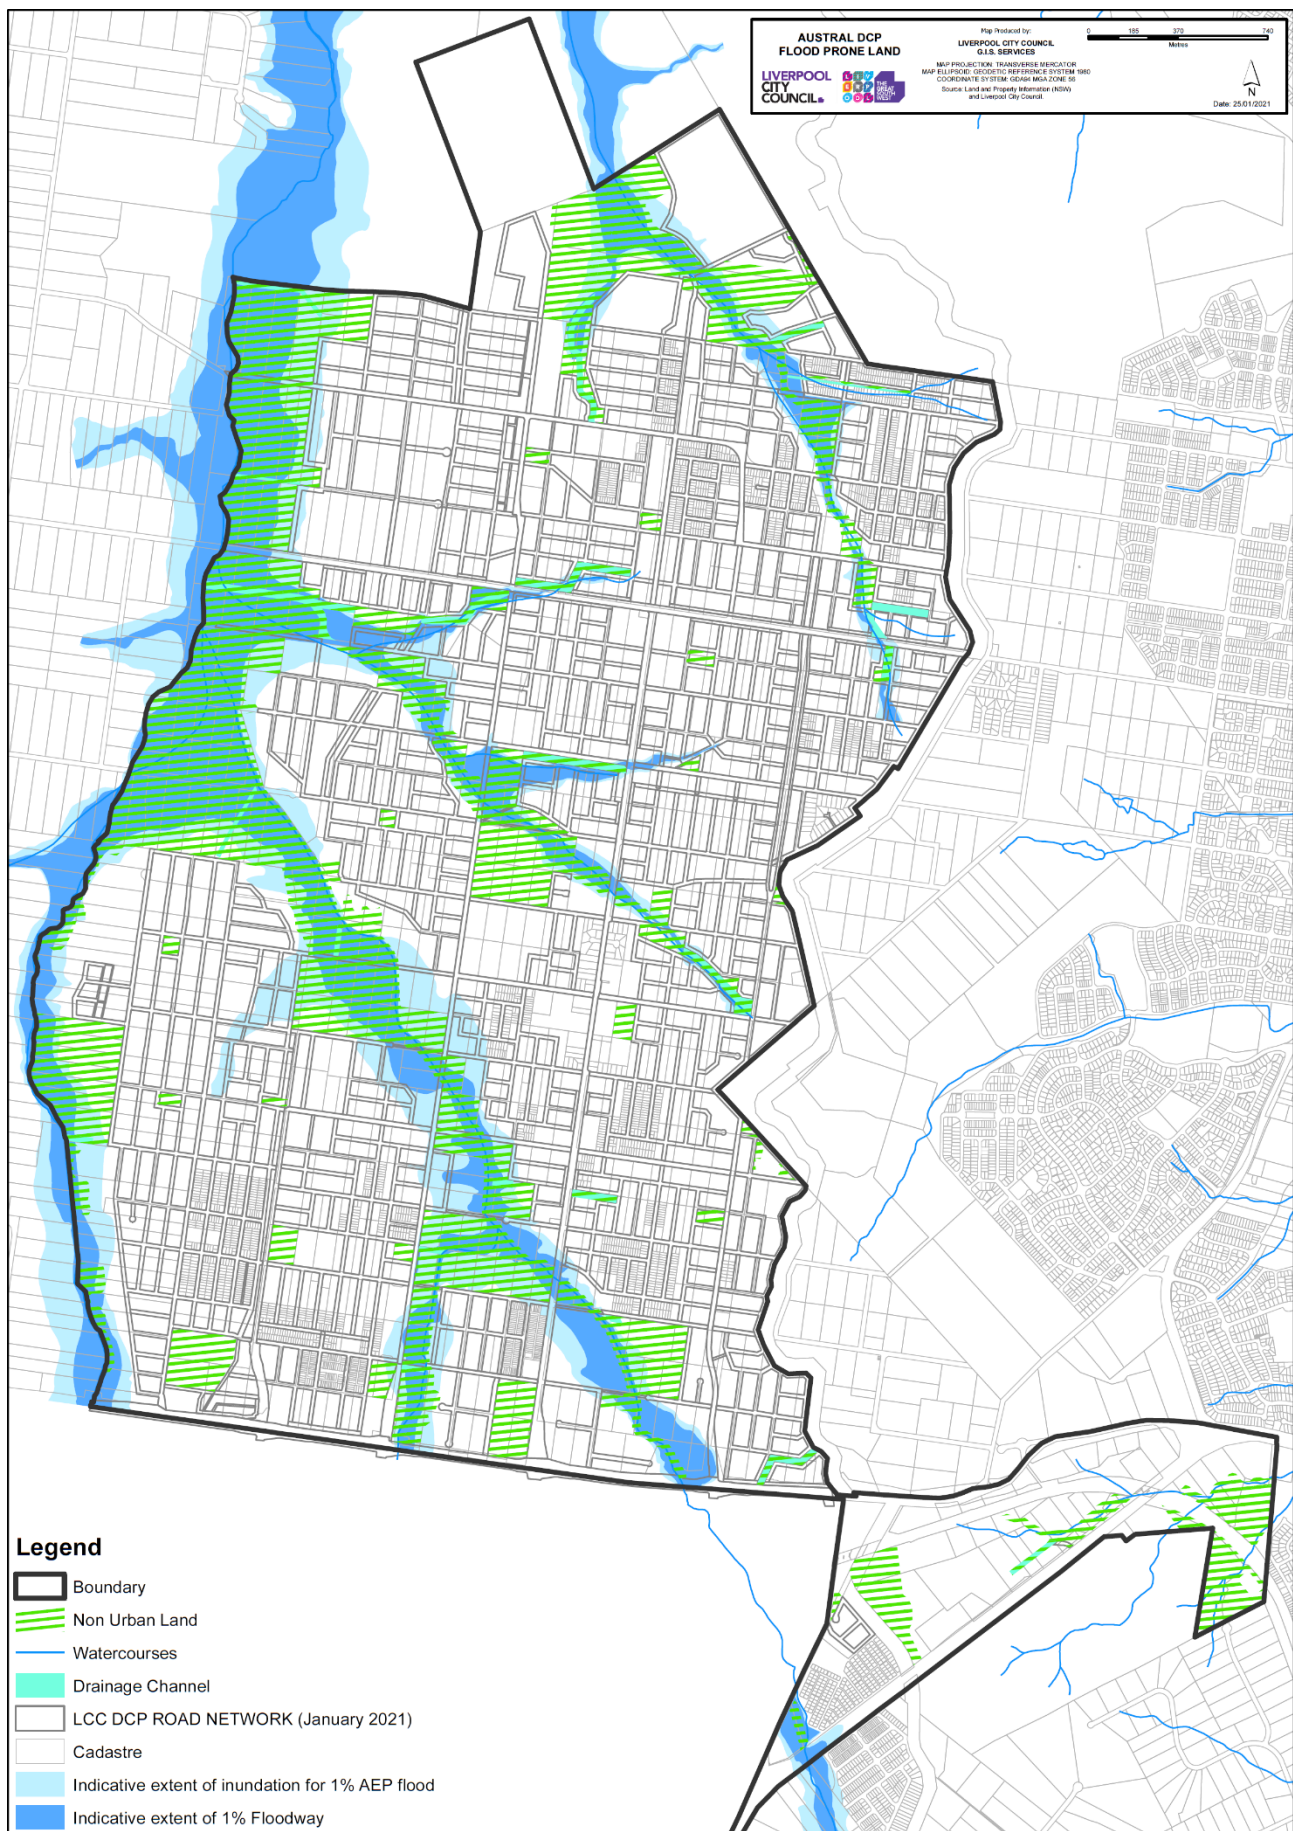 AUSTRAL DCP
FLOOD PRONE LAND
LIVERPOOL
CITY
COUNCIL
THE
GREAT
SOUTH
WEST
Map Produced by:
LIVERPOOL CITY COUNCIL
G.I.S. SERVICES
MAP PROJECTION: TRANSVERSE MERCATOR
MAP ELLIPSOID: GEODETIC REFERENCE SYSTEM 1980
COORDINATE SYSTEM: GDA94 MGA ZONE 56
Source: Land and Property Information (NSW)
and Liverpool City Council.
0 185 370 740
Metres
N
Date: 25/01/2021
Legend
Boundary
Non Urban Land
Watercourses
Drainage Channel
LCC DCP ROAD NETWORK (January 2021)
Cadastre
Indicative extent of inundation for 1% AEP flood
Indicative extent of 1% Floodway